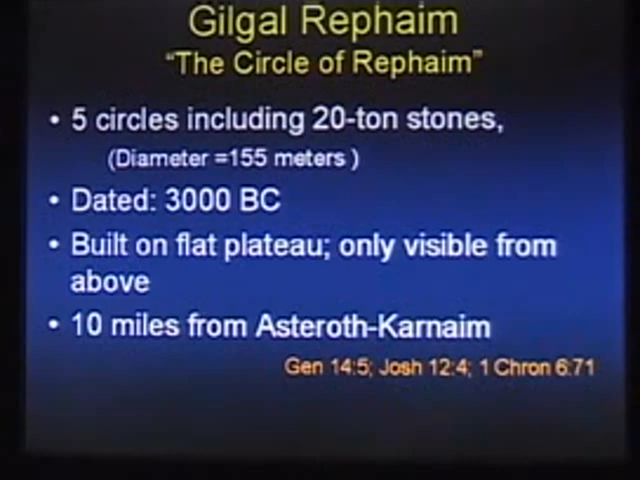 Gilgal Rephaim
“The Circle of Rephaim”
• 5 circles including 20-ton stones,
(Diameter =155 meters )
• Dated: 3000 BC
• Built on flat plateau; only visible from
above
• 10 miles from Asteroth-Karnaim
Gen 14:5; Josh 12:4; 1 Chron 6:71